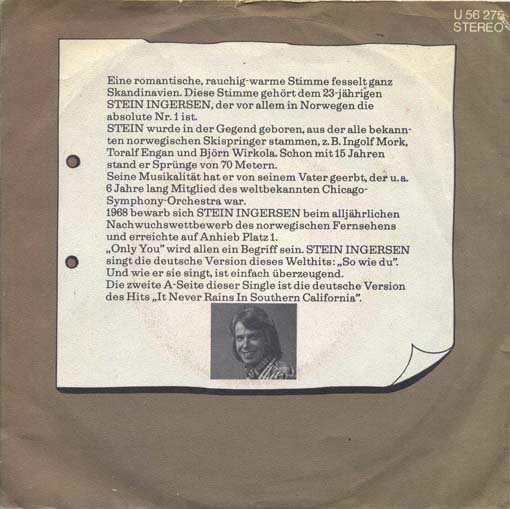 U 56 275
STEREO
Eine romantische, rauchig-warme Stimme fesselt ganz
Skandinavien. Diese Stimme gehört dem 23-jährigen
STEIN INGERSEN, der vor allem in Norwegen die
absolute Nr. 1 ist.
STEIN wurde in der Gegend geboren, aus der alle bekann-
ten norwegischen Skispringer stammen, z.B. Ingolf Mork,
Toralf Engan und Björn Wirkola. Schon mit 15 Jahren
stand er Sprünge von 70 Metern.
Seine Musikalität hat er von seinem Vater geerbt, der u.a.
6 Jahre lang Mitglied des weltbekannten Chicago-
Symphony-Orchestra war.
1968 bewarb sich STEIN INGERSEN beim alljährlichen
Nachwuchswettbewerb des norwegischen Fernsehens
und erreichte auf Anhieb Platz 1.
„Only You” wird allen ein Begriff sein. STEIN INGERSEN
singt die deutsche Version dieses Welthits: „So wie du”.
Und wie er sie singt, ist einfach überzeugend.
Die zweite A-Seite dieser Single ist die deutsche Version
des Hits „It Never Rains In Southern California”.